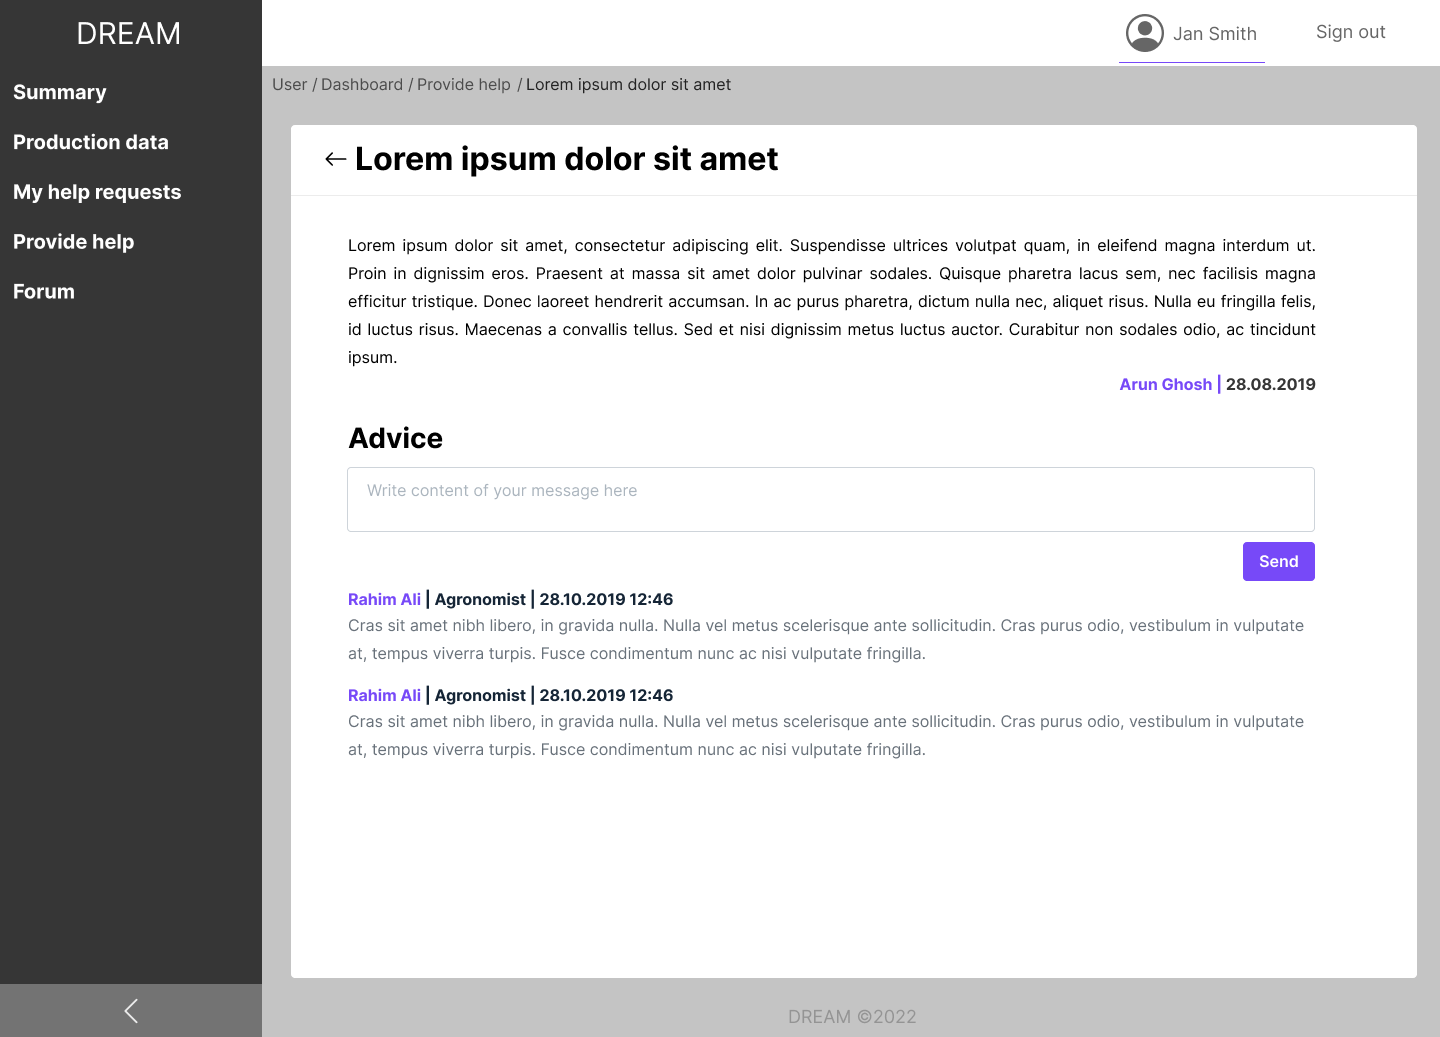 DREAM
Summary
Production data
My help requests
Provide help
Forum
Jan Smith
Sign out
User / Dashboard / Provide help / Lorem ipsum dolor sit amet
Lorem ipsum dolor sit amet
Lorem ipsum dolor sit amet, consectetur adipiscing elit. Suspendisse ultrices volutpat quam, in eleifend magna interdum ut.
Proin in dignissim eros. Praesent at massa sit amet dolor pulvinar sodales. Quisque pharetra lacus sem, nec facilisis magna
efficitur tristique. Donec laoreet hendrerit accumsan. In ac purus pharetra, dictum nulla nec, aliquet risus. Nulla eu fringilla felis,
id luctus risus. Maecenas a convallis tellus. Sed et nisi dignissim metus luctus auctor. Curabitur non sodales odio, ac tincidunt
ipsum.
Arun Ghosh | 28.08.2019
Advice
Write content of your message here
Send
Rahim Ali | Agronomist | 28.10.2019 12:46
Cras sit amet nibh libero, in gravida nulla. Nulla vel metus scelerisque ante sollicitudin. Cras purus odio, vestibulum in vulputate
at, tempus viverra turpis. Fusce condimentum nunc ac nisi vulputate fringilla.
Rahim Ali | Agronomist | 28.10.2019 12:46
Cras sit amet nibh libero, in gravida nulla. Nulla vel metus scelerisque ante sollicitudin. Cras purus odio, vestibulum in vulputate
at, tempus viverra turpis. Fusce condimentum nunc ac nisi vulputate fringilla.
DREAM ©2022